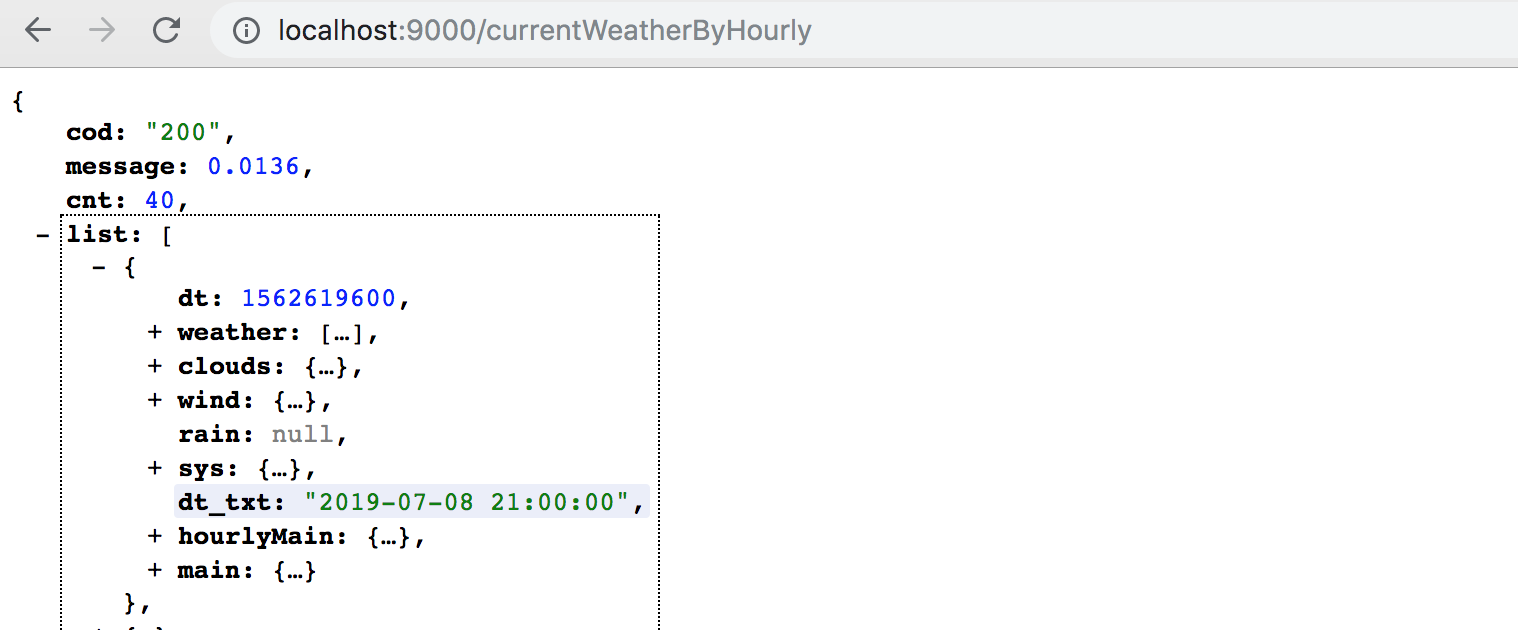 localhost:9000/currentWeatherByHourly
{
cod: "200",
message: 0.0136,
cnt: 40,
- list: [
- {
dt: 1562619600,
+ weather: […],
+ clouds: {…},
+ wind: {…},
rain: null,
+ sys: {…},
dt_txt: "2019-07-08 21:00:00",
+ hourlyMain: {…},
+ main: {…}
},